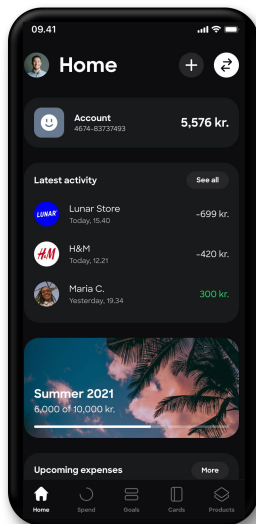 09.41
Home
Account
4674-83737493
5,576 kr.
Latest activity
See all
LUNAR
Lunar Store
Today, 15.40
-699 kr.
H&M
H&M
Today, 12.21
-420 kr.
Maria C.
Yesterday, 19.34
300 kr.
Summer 2021
6,000 of 10,000 kr.
Upcoming expenses
More
Home
Spend
Goals
Cards
Products